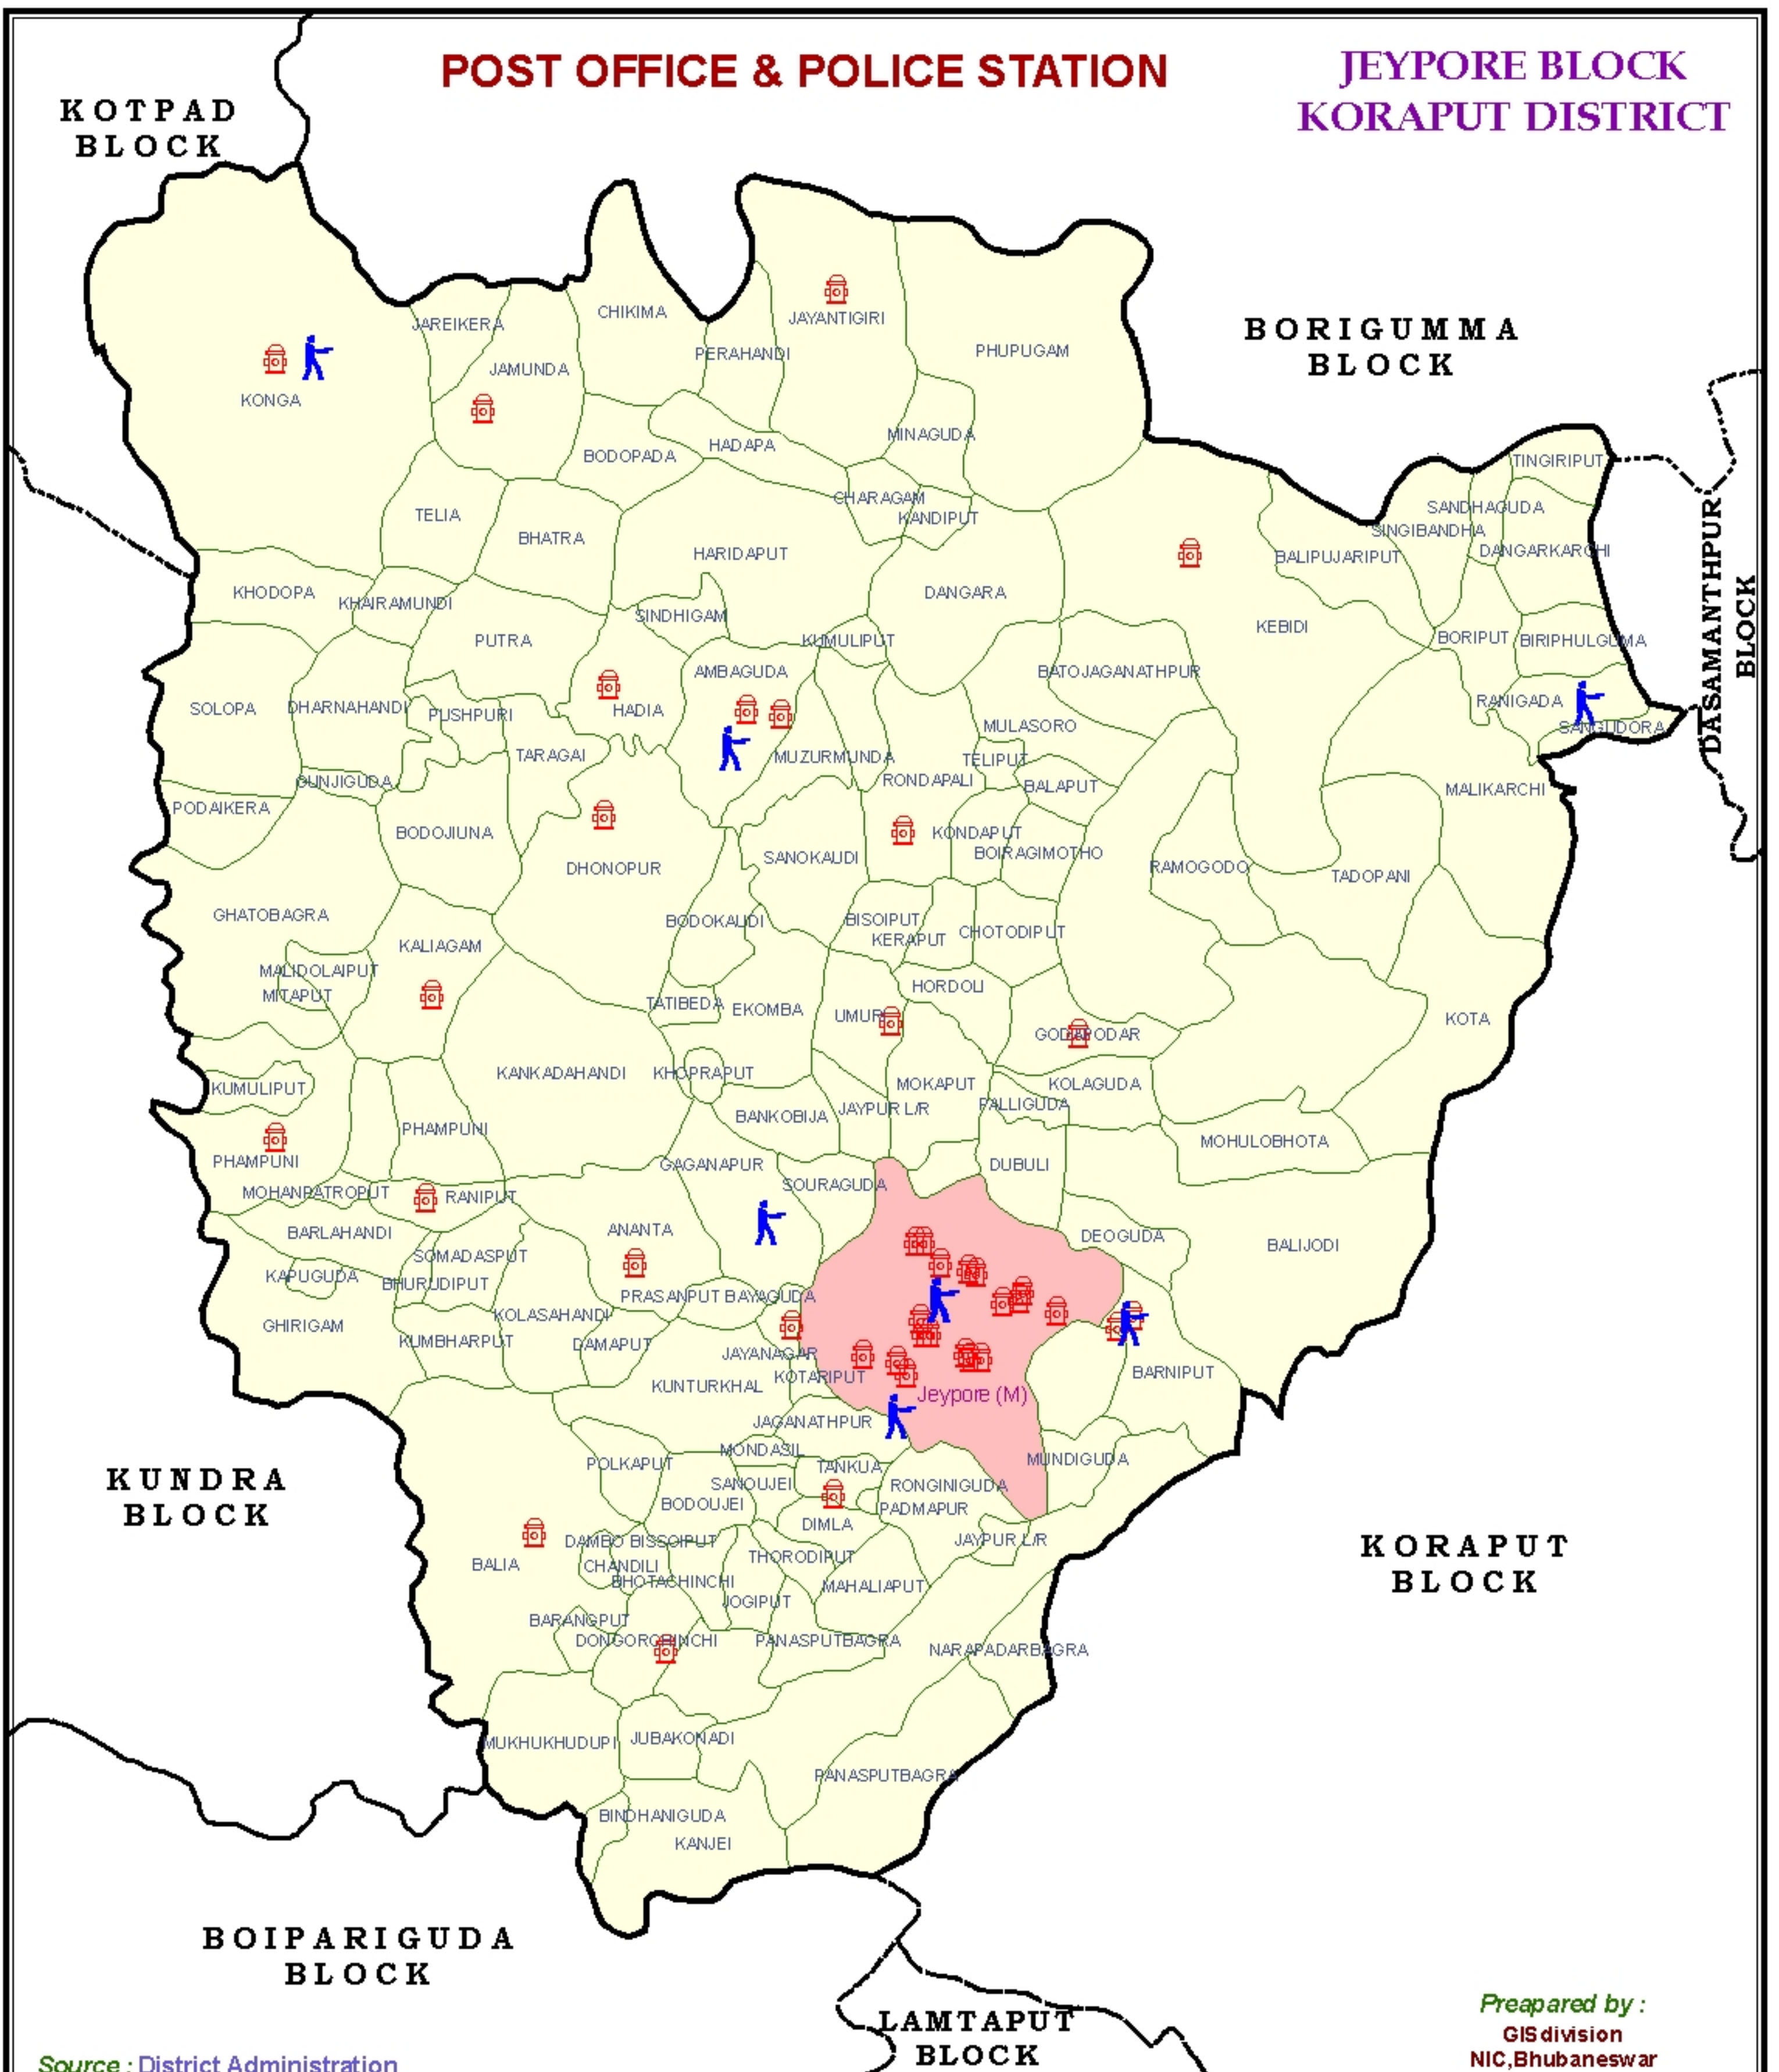 POST OFFICE & POLICE STATION
JEYPORE BLOCK
KORAPUT DISTRICT
KOTPAD
BLOCK
BORIGUMMA
BLOCK
DASAMANTHPUR
BLOCK
KUNDRA
BLOCK
KORAPUT
BLOCK
BOIPARIGUDA
BLOCK
LAMTAPUT
BLOCK
JAREIKERA
CHIKIMA
JAYANTIGIRI
PERAHANDI
PHUPUGAM
JAMUNDA
KONGA
MINAGUDA
HADAPA
BODOPADA
TINGIRIPUT
CHARAGAM
SANDHAGUDA
TELIA
KANDIPUT
SINGIBANDHA
BHATRA
HARIDAPUT
BALIPUJARIPUT
DANGARKARCHI
KHODOPA
DANGARA
KHAIRAMUNDI
SINDHIGAM
KEBIDI
PUTRA
KUMULIPUT
BORIPUT
BIRIPHULGUMA
AMBAGUDA
BATOJAGANATHPUR
RANIGADA
SOLOPA
DHARNAHANDI
PUSHPURI
HADIA
MULASORO
SANGUDORA
TARAGAI
MUZURMUNDA
TELIPUT
GUNJIGUDA
RONDAPALI
BALAPUT
MALIKARCHI
PODAIKERA
BODOJIUNA
KONDAPUT
SANOKAUDI
BOIRAGIMOTHO
DHONOPUR
RAMOGODO
TADOPANI
GHATOBAGRA
BODOKAUDI
BISOIPUT
KALIAGAM
KERAPUT
CHOTODIPUT
MALIDOLAIPUT
MITAPUT
HORDOLI
TATIBEDA
EKOMBA
UMURI
KOTA
GODAPODAR
KANKADAHANDI
KHOPRAPUT
KUMULIPUT
MOKAPUT
KOLAGUDA
BANKOBIJA
JAYPUR L/R
PALLIGUDA
PHAMPUNI
MOHULOBHOTA
PHAMPUNI
GAGANAPUR
DUBULI
MOHANPATROPUT
RANIPUT
SOURAGUDA
BARLAHANDI
ANANTA
DEOGUDA
BALIJODI
SOMADASPUT
KAPUGUDA
BHURUDIPUT
PRASANPUT
BAYAGUDA
GHIRIGAM
KOLASAHANDI
KUMBHARPUT
DAMAPUT
JAYANAGAR
BARNIPUT
KOTARIPUT
KUNTURKHAL
Jeypore (M)
JAGANATHPUR
MONDASIL
POLKAPUT
TANKUA
MUNDIGUDA
SANOUJEI
RONGINIGUDA
BODOUJEI
PADMAPUR
DIMLA
DAMBO BISSOIPUT
JAYPUR L/R
BALIA
CHANDILI
THORODIPUT
BHOTACHINCHI
MAHALIAPUT
JOGIPUT
BARANGPUT
DONGORCHINCHI
PANASPUTBAGRA
NARAPADARBAGRA
MUKHUKHUDUPI
JUBAKONADI
PANASPUTBAGRA
BINDHANIGUDA
KANJEI
Preapared by :
GIS division
NIC,Bhubaneswar
Source : District Administration